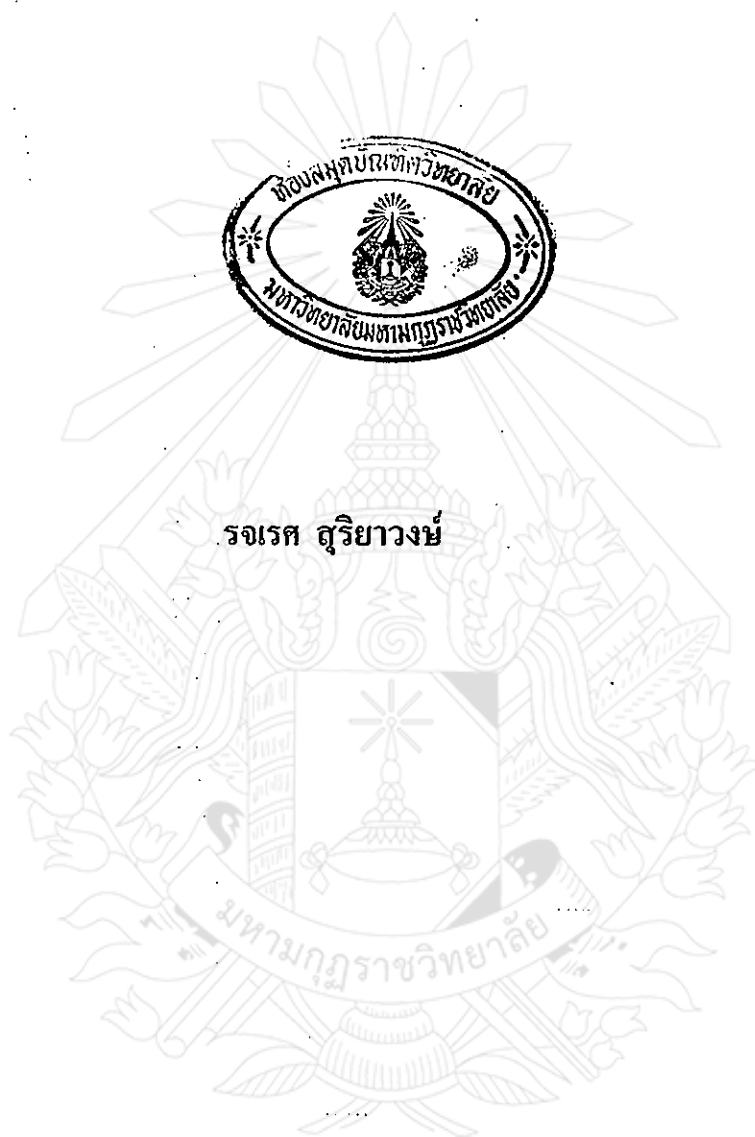 ห้องสมุดบัณฑิตวิทยาลัย
มหาวิทยาลัยมหามกุฏราชวิทยาลัย
รจเรศ สุริยาวงษ์
มหามกุฏราชวิทยาลัย